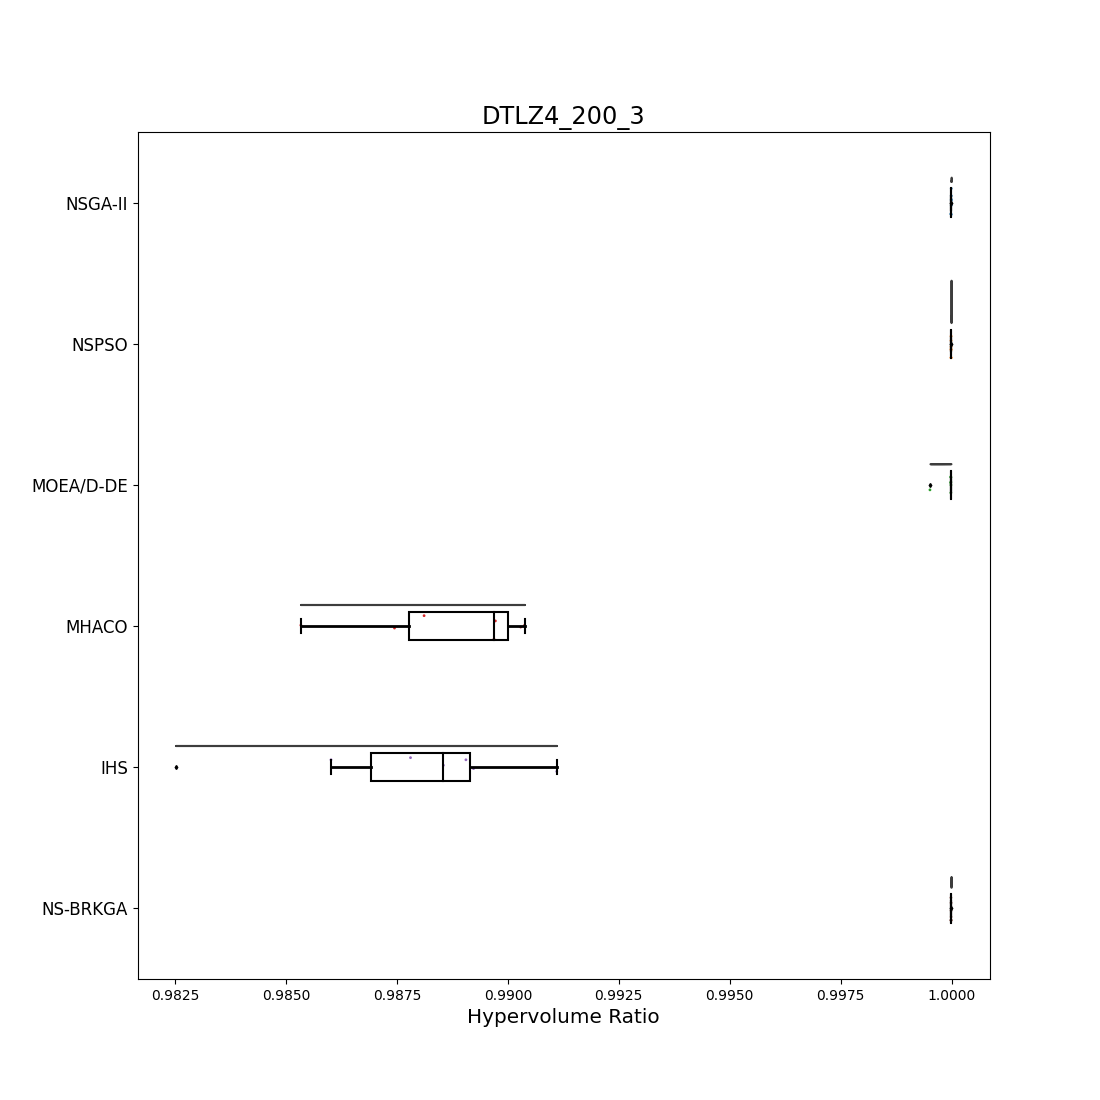 DTLZ4_200_3
NSGA-II
NSPSO
MOEA/D-DE
MHACO
IHS
NS-BRKGA
0.9825 0.9850 0.9875 0.9900 0.9925 0.9950 0.9975 1.0000
Hypervolume Ratio